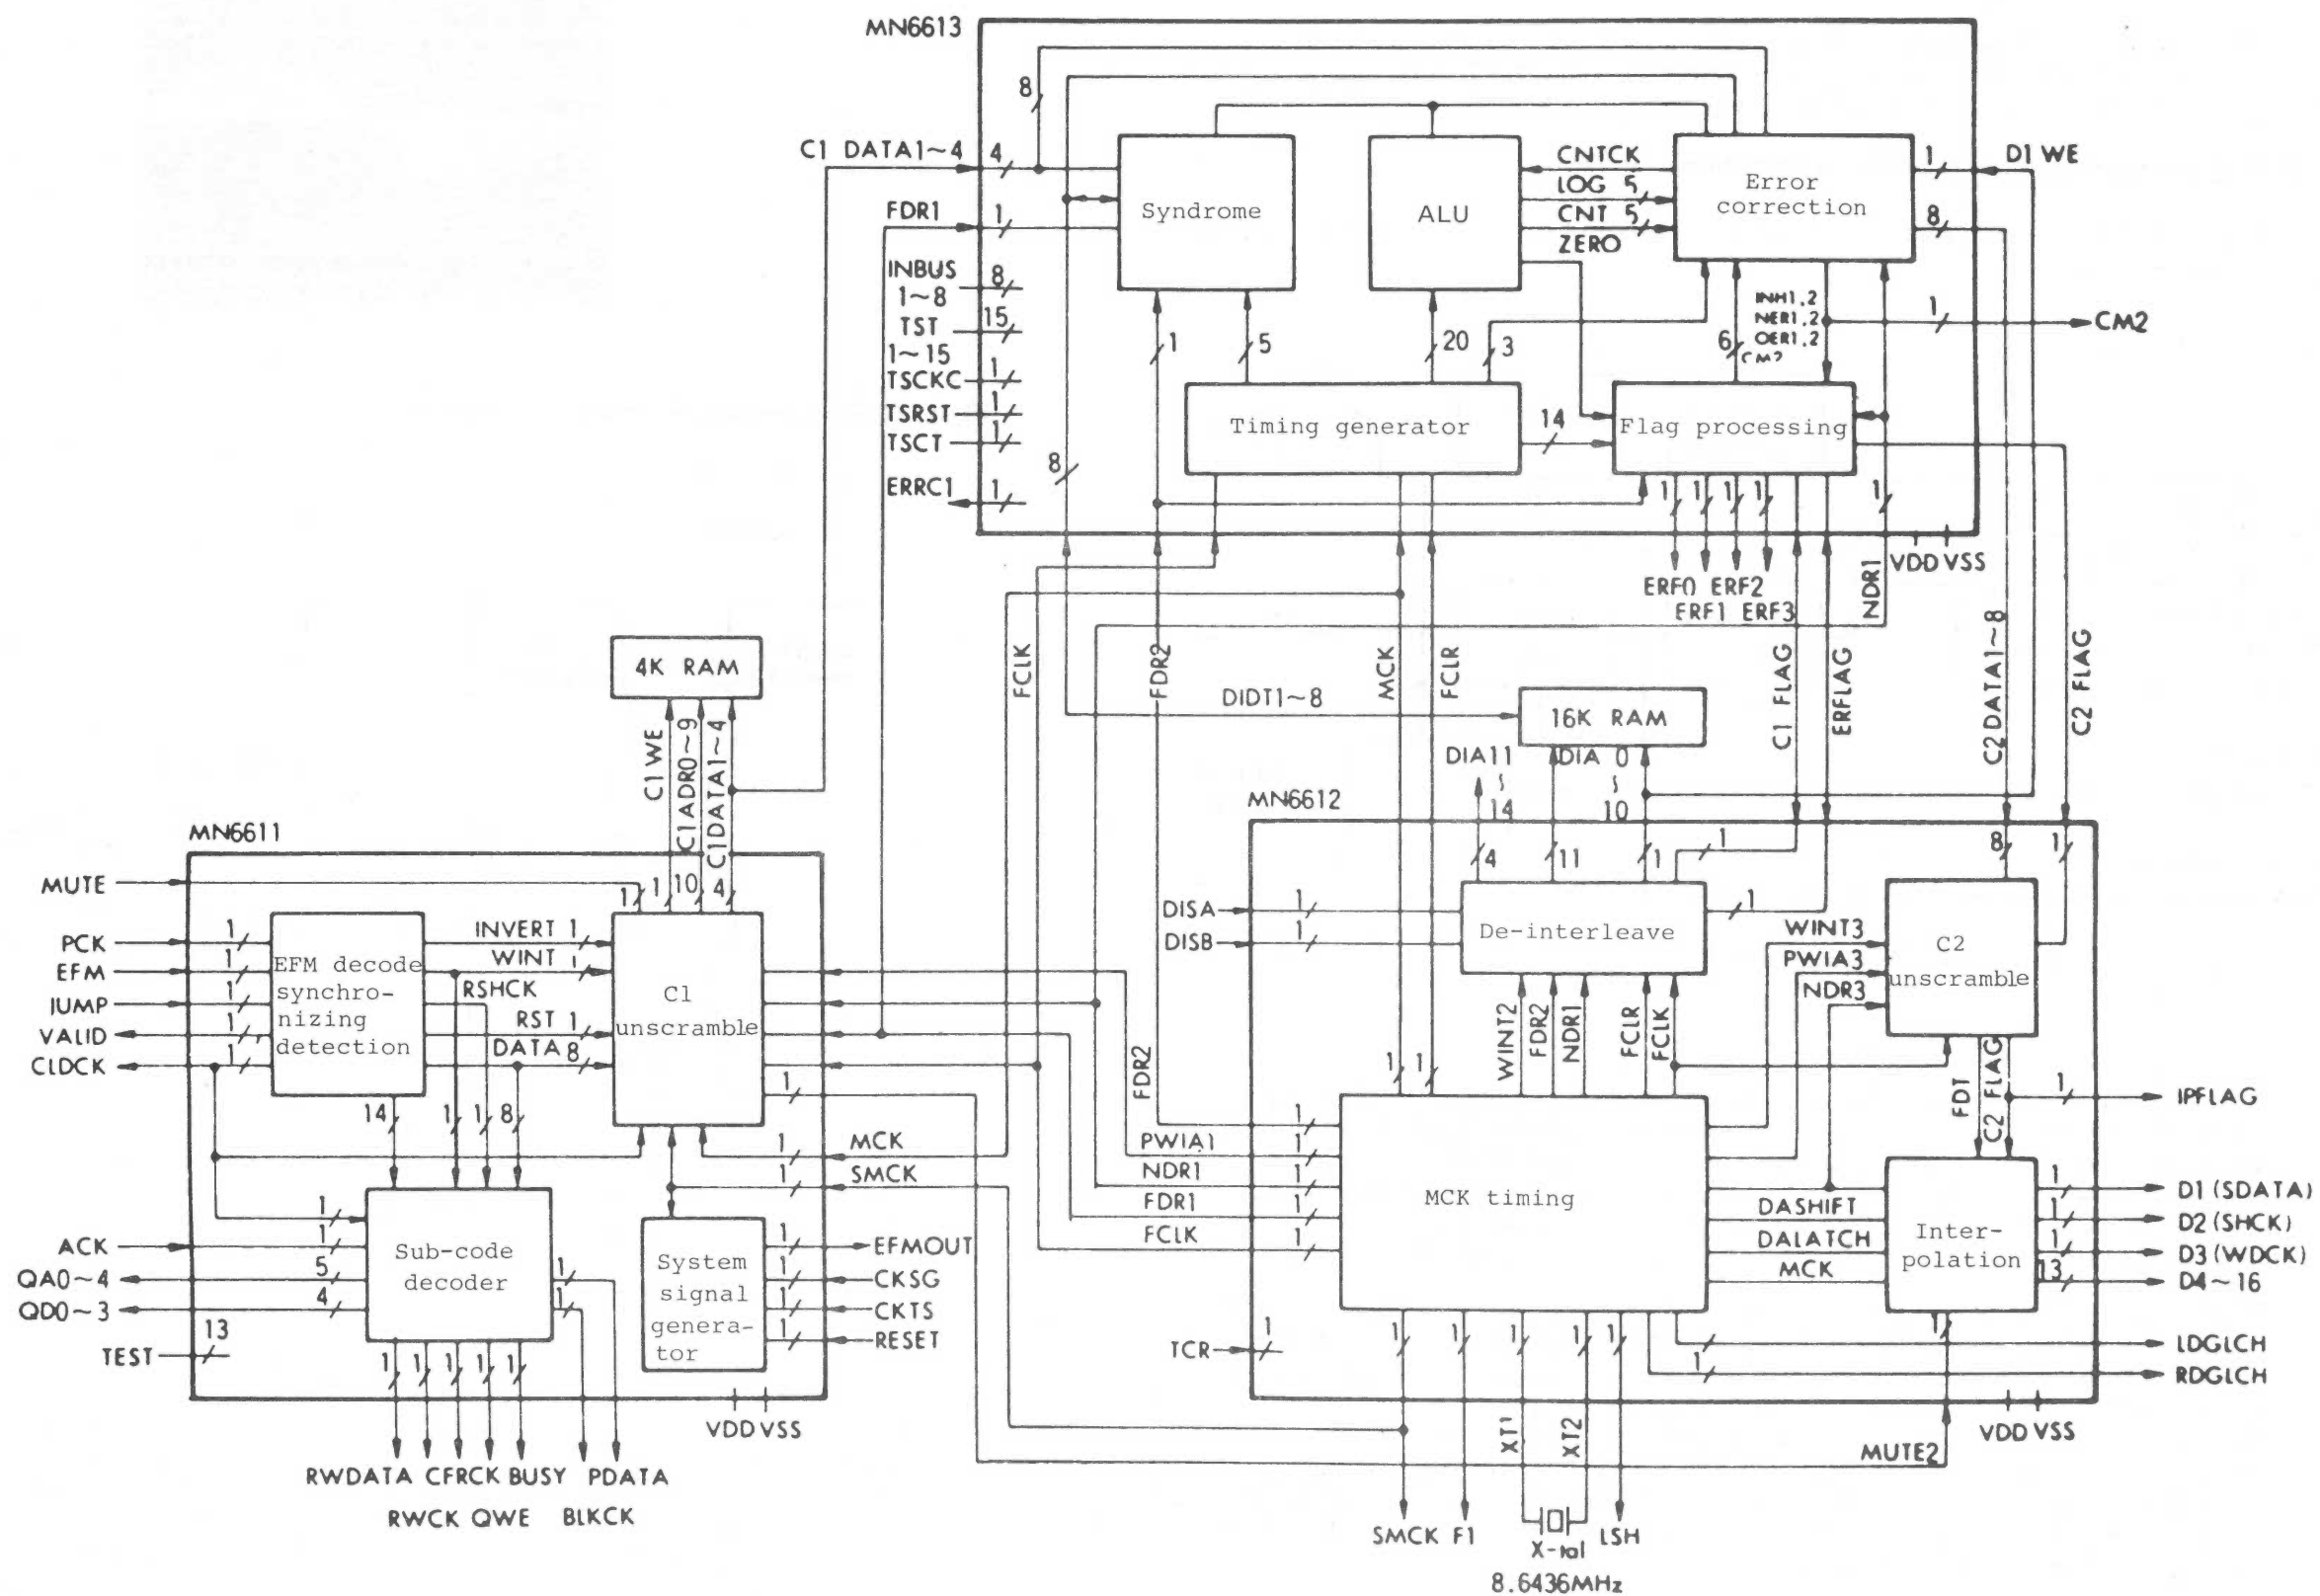 MN6613
8
C1 DATA1~4
4
CNTCK
1
D1 WE
LOG 5
Error
correction
Syndrome
ALU
FDR1
1
CNT 5
8
ZERO
INBUS
8
1~8
INH1,2
TST
15
NER1,2
1
CM2
OER1,2
1~15
1
5
20
3
6
CM2
TSCKC
1
TSRST
1
14
Timing generator
Flag processing
TSCT
1
8
ERRC1
1
1
1
1
1
1
VDD VSS
ERF0 ERF2
ERF1 ERF3
NDR1
4K RAM
FCLK
FDR2
MCK
FCLR
C1 FLAG
ERFLAG
C2DATA1~8
C2 FLAG
DIDT1~8
16K RAM
C1 WE
C1ADR0~9
C1DATA1~4
DIA11
~
14
DIA 0
~
10
MN6612
MN6611
4
11
1
1
8
1
MUTE
1
1
10
4
DISA
1
1
PCK
1
INVERT 1
WINT3
EFM
1
WINT 1
DISB
1
De-interleave
C2
unscramble
EFM decode
synchro-
nizing
detection
PWIA3
RSHCK
C1
unscramble
NDR3
JUMP
1
VALID
1
RST 1
CLDCK
1
DATA 8
WINT2
FDR2
NDR1
FCLR
FCLK
1
FDR2
1
1
FDT
C2 FLAG
1
IPFLAG
14
1
1
8
1
MCK
1
PWIA1
1
1
SMCK
NDR1
1
MCK timing
DASHIFT
1
D1 (SDATA)
1
FDR1
1
1
D2 (SHCK)
ACK
1
Sub-code
decoder
1
EFMOUT
FCLK
1
DALATCH
Inter-
polation
1
D3 (WDCK)
QA0~4
5
1
System
signal
genera-
tor
1
CKSG
MCK
13
D4~16
QD0~3
4
1
1
CKTS
1
RESET
TEST
13
TCR
1
1
1
1
1
1
1
LDGLCH
1
1
1
1
1
1
RDGLCH
VDD VSS
XT1
XT2
VDD VSS
MUTE2
RWDATA CFRCK BUSY PDATA
RWCK QWE BLKCK
SMCK F1
LSH
X-tal
8.6436MHz